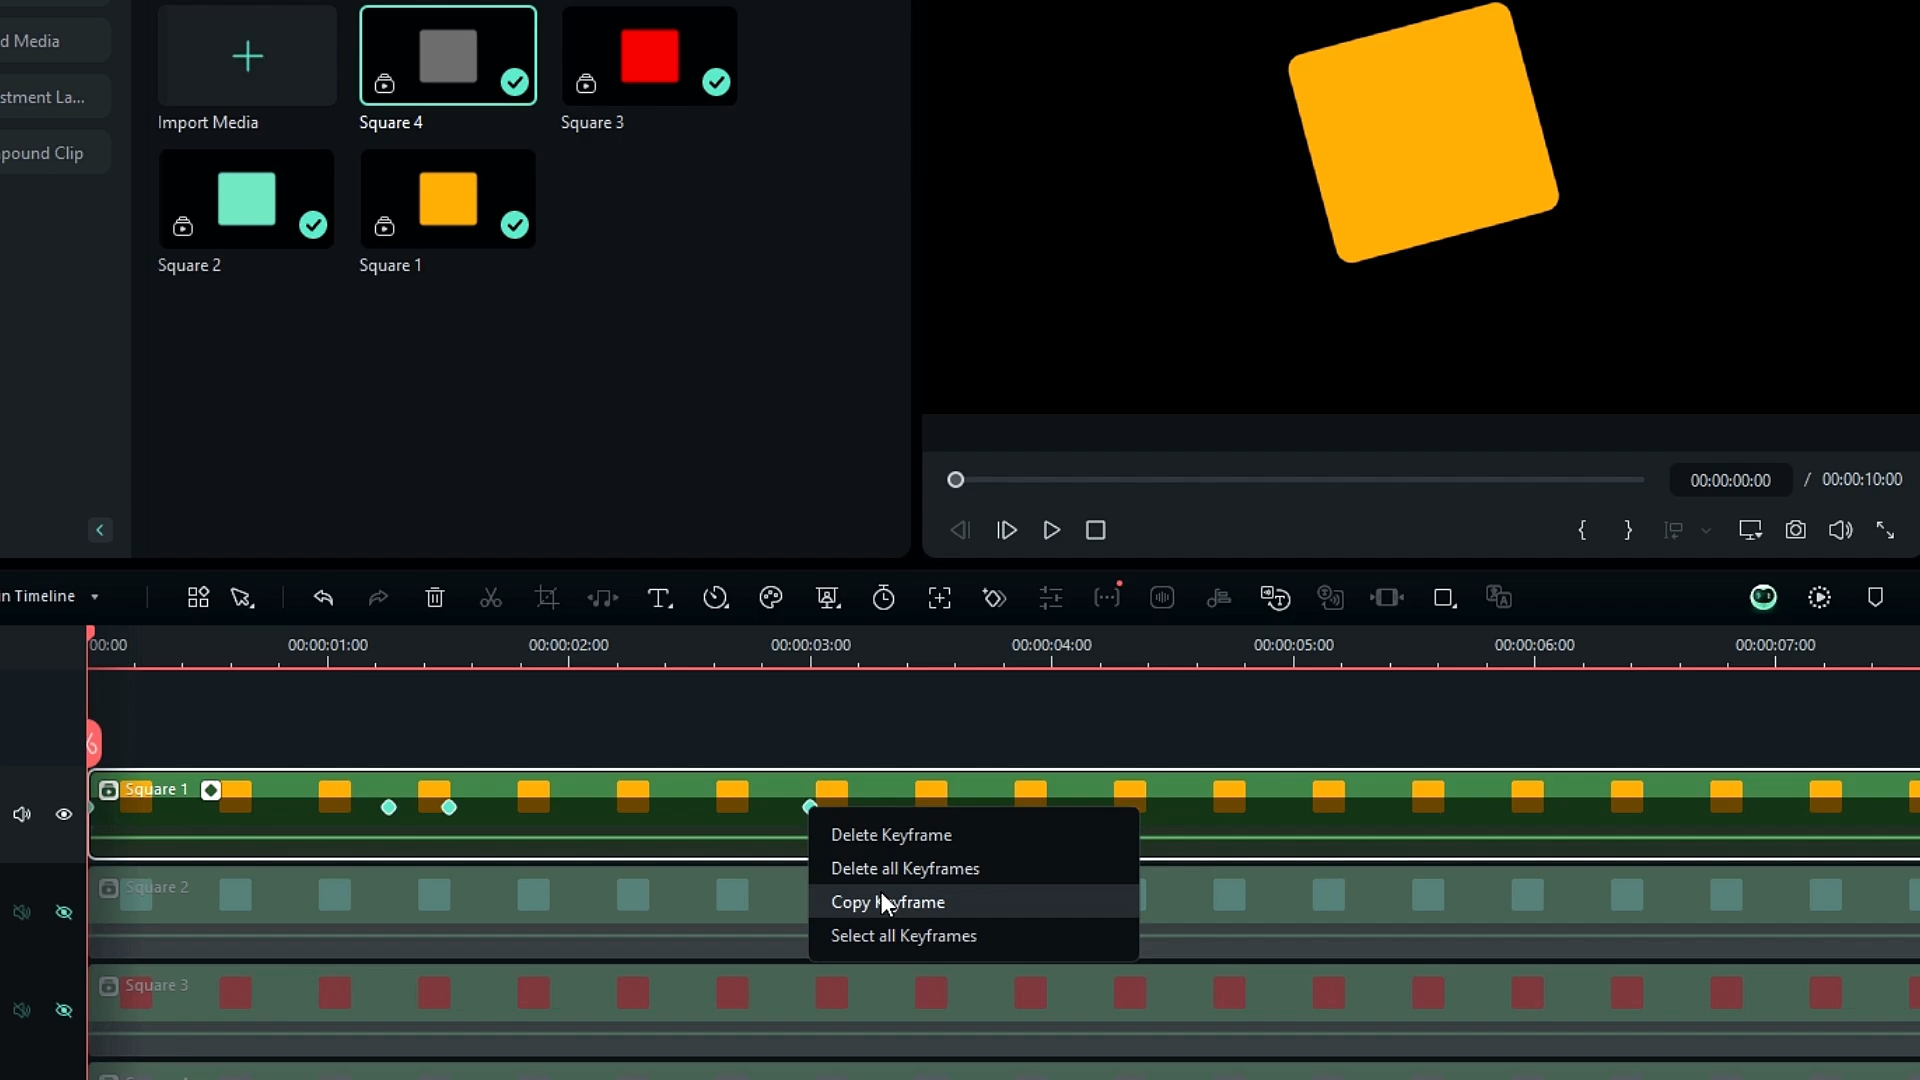 d Media
stment La...
pound Clip
Import Media
Square 4
Square 3
Square 2
Square 1
00:00:00:00 / 00:00:10:00
n Timeline
00:00
00:00:01:00
00:00:02:00
00:00:03:00
00:00:04:00
00:00:05:00
00:00:06:00
00:00:07:00
Square 1
Delete Keyframe
Delete all Keyframes
Copy Keyframe
Select all Keyframes
Square 2
Square 3